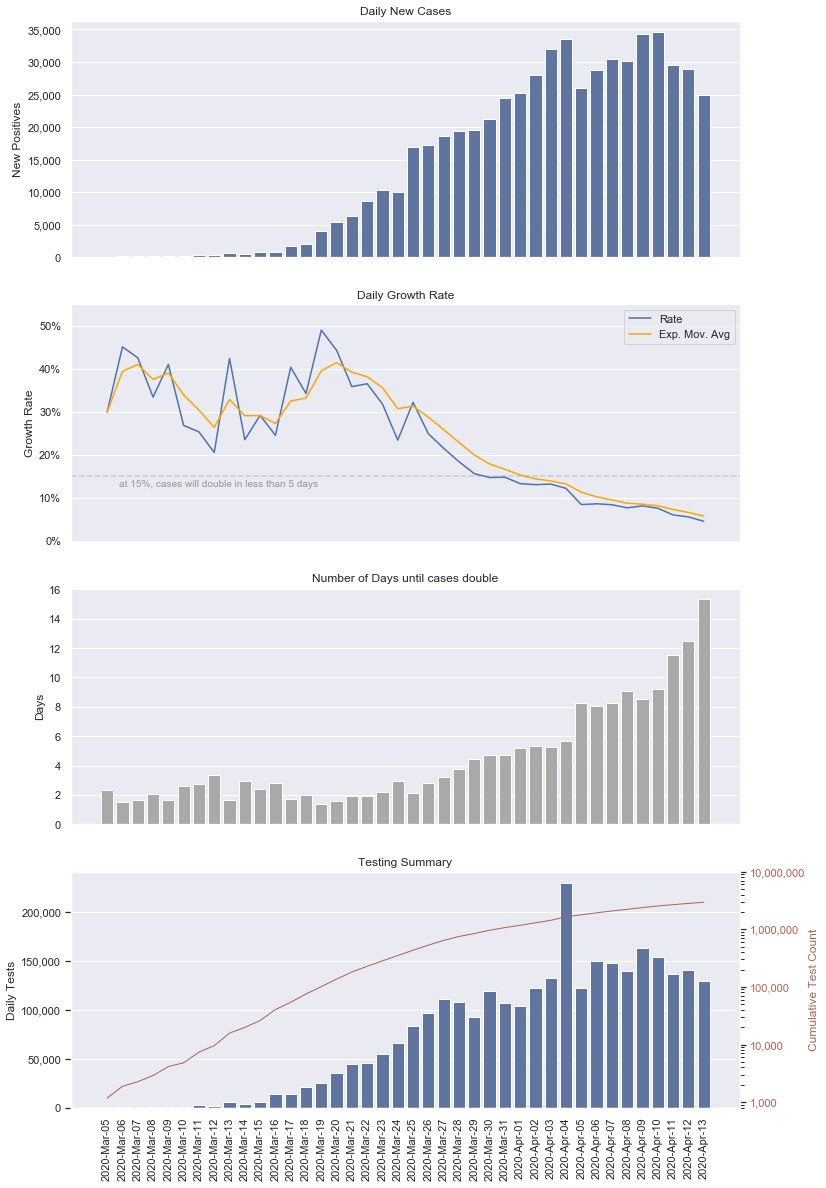 Daily New Cases
35,000
30,000
25,000
20,000
15,000
10,000
5,000
0
New Positives
Daily Growth Rate
Rate
Exp. Mov. Avg
50%
40%
30%
20%
10%
0%
Growth Rate
at 15%, cases will double in less than 5 days
Number of Days until cases double
16
14
12
10
8
6
4
2
0
Days
Testing Summary
200,000
150,000
100,000
50,000
0
Daily Tests
10,000,000
1,000,000
100,000
10,000
1,000
Cumulative Test Count
2020-Mar-05
2020-Mar-06
2020-Mar-07
2020-Mar-08
2020-Mar-09
2020-Mar-10
2020-Mar-11
2020-Mar-12
2020-Mar-13
2020-Mar-14
2020-Mar-15
2020-Mar-16
2020-Mar-17
2020-Mar-18
2020-Mar-19
2020-Mar-20
2020-Mar-21
2020-Mar-22
2020-Mar-23
2020-Mar-24
2020-Mar-25
2020-Mar-26
2020-Mar-27
2020-Mar-28
2020-Mar-29
2020-Mar-30
2020-Mar-31
2020-Apr-01
2020-Apr-02
2020-Apr-03
2020-Apr-04
2020-Apr-05
2020-Apr-06
2020-Apr-07
2020-Apr-08
2020-Apr-09
2020-Apr-10
2020-Apr-11
2020-Apr-12
2020-Apr-13